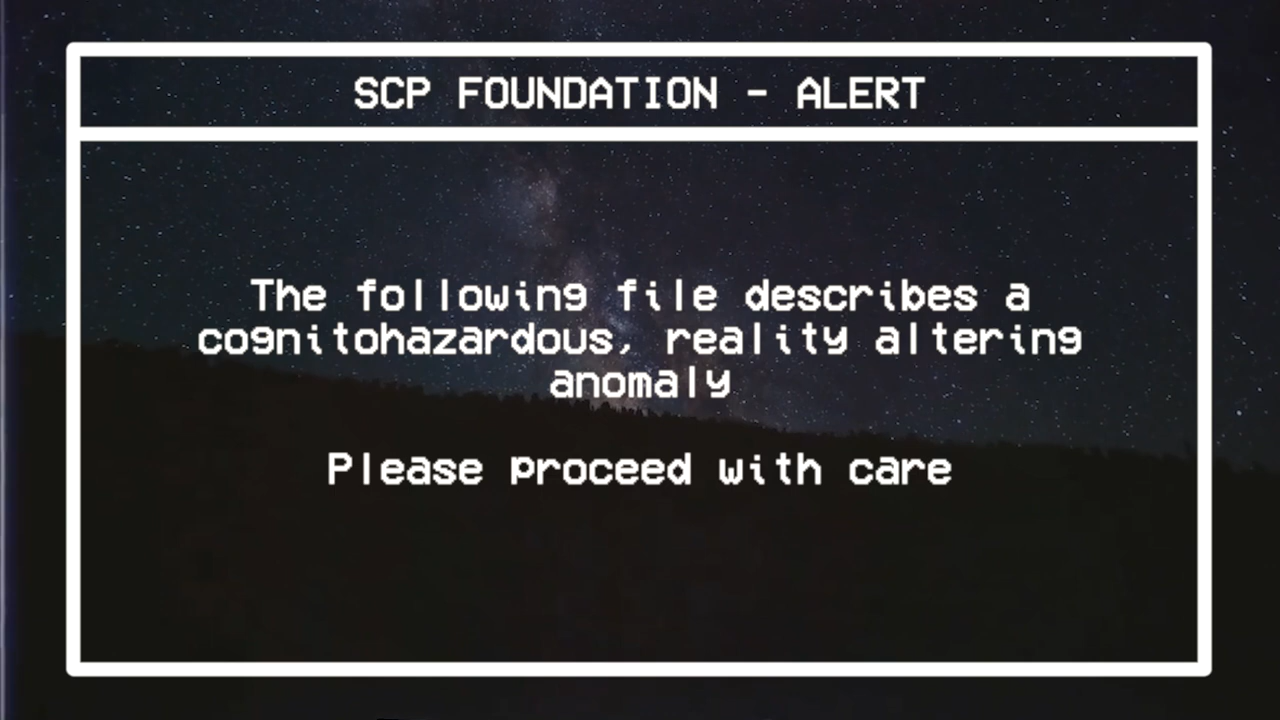 SCP FOUNDATION - ALERT
The following file describes a
cognitohazardous, reality altering
anomaly
Please proceed with care